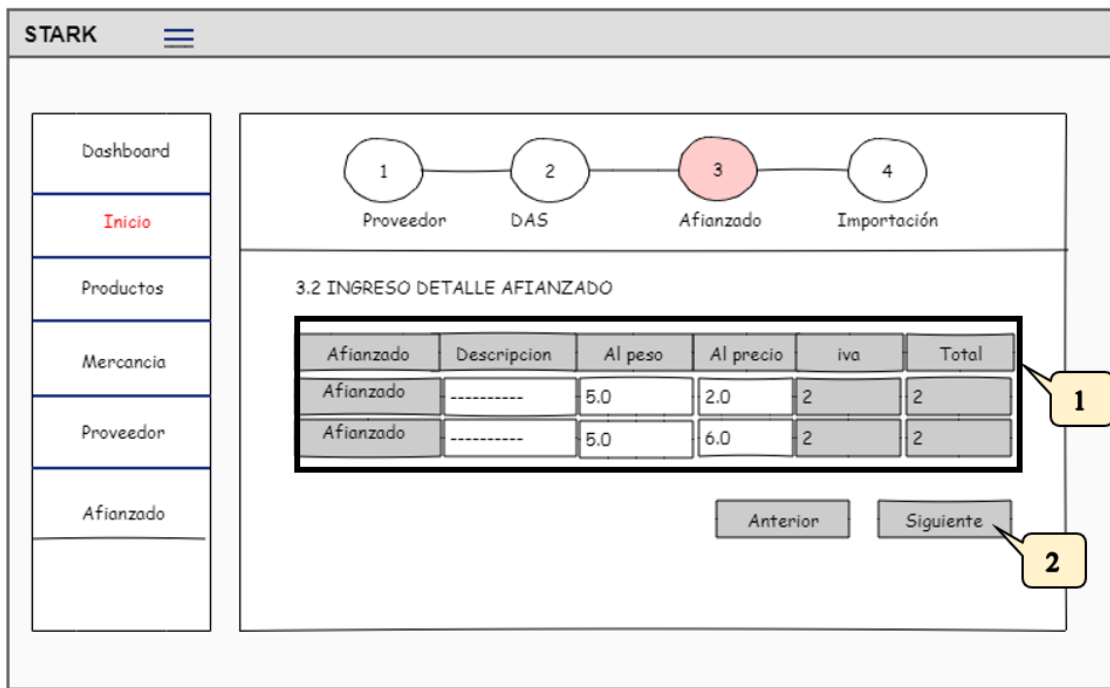 STARK
Dashboard
Inicio
Productos
Mercancia
Proveedor
Afianzado
1 2 3 4
Proveedor DAS Afianzado Importación
3.2 INGRESO DETALLE AFIANZADO
Afianzado Descripcion Al peso Al precio iva Total
Afianzado ---------- 5.0 2.0 2 2
Afianzado ---------- 5.0 6.0 2 2
1
Anterior Siguiente
2